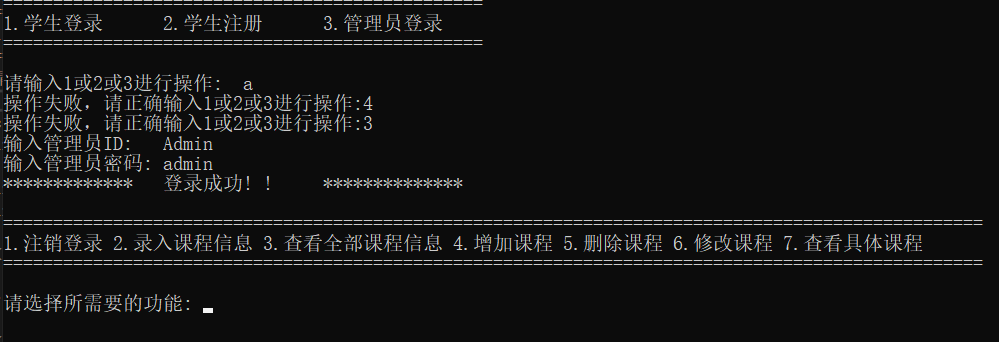 ================================================
1.学生登录      2.学生注册      3.管理员登录
================================================
请输入1或2或3进行操作:  a
操作失败，请正确输入1或2或3进行操作:4
操作失败，请正确输入1或2或3进行操作:3
输入管理员ID:   Admin
输入管理员密码: admin
*************   登录成功!!     **************
==================================================================================================
1.注销登录 2.录入课程信息 3.查看全部课程信息 4.增加课程 5.删除课程 6.修改课程 7.查看具体课程
==================================================================================================
请选择所需要的功能: